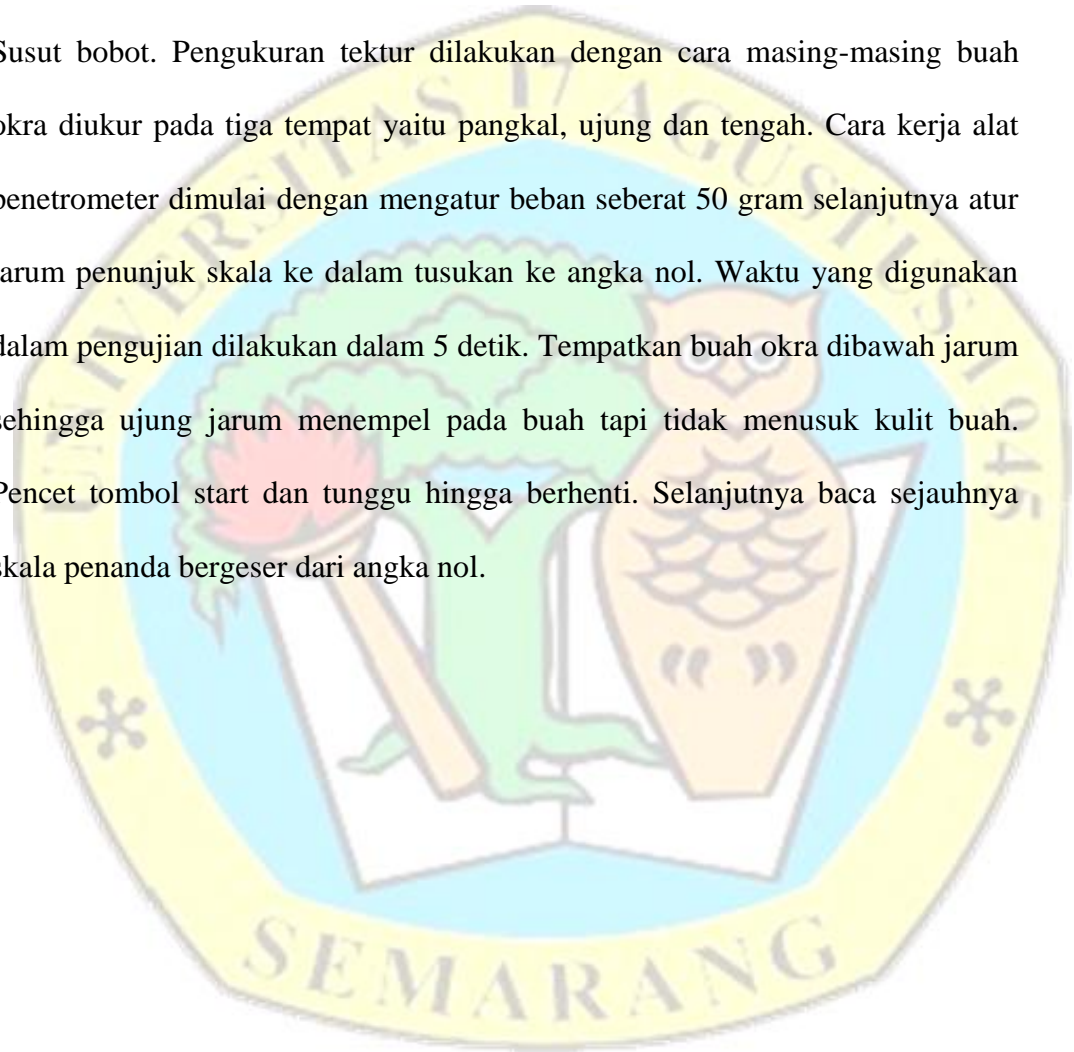 Susut bobot. Pengukuran tektur dilakukan dengan cara masing-masing buah
okra diukur pada tiga tempat yaitu pangkal, ujung dan tengah. Cara kerja alat
penetrometer dimulai dengan mengatur beban seberat 50 gram selanjutnya atur
jarum penunjuk skala ke dalam tusukan ke angka nol. Waktu yang digunakan
dalam pengujian dilakukan dalam 5 detik. Tempatkan buah okra dibawah jarum
sehingga ujung jarum menempel pada buah tapi tidak menusuk kulit buah.
Pencet tombol start dan tunggu hingga berhenti. Selanjutnya baca sejauhnya
skala penanda bergeser dari angka nol.
UNIVERSITAS 17 AGUSTUS 1945
SEMARANG